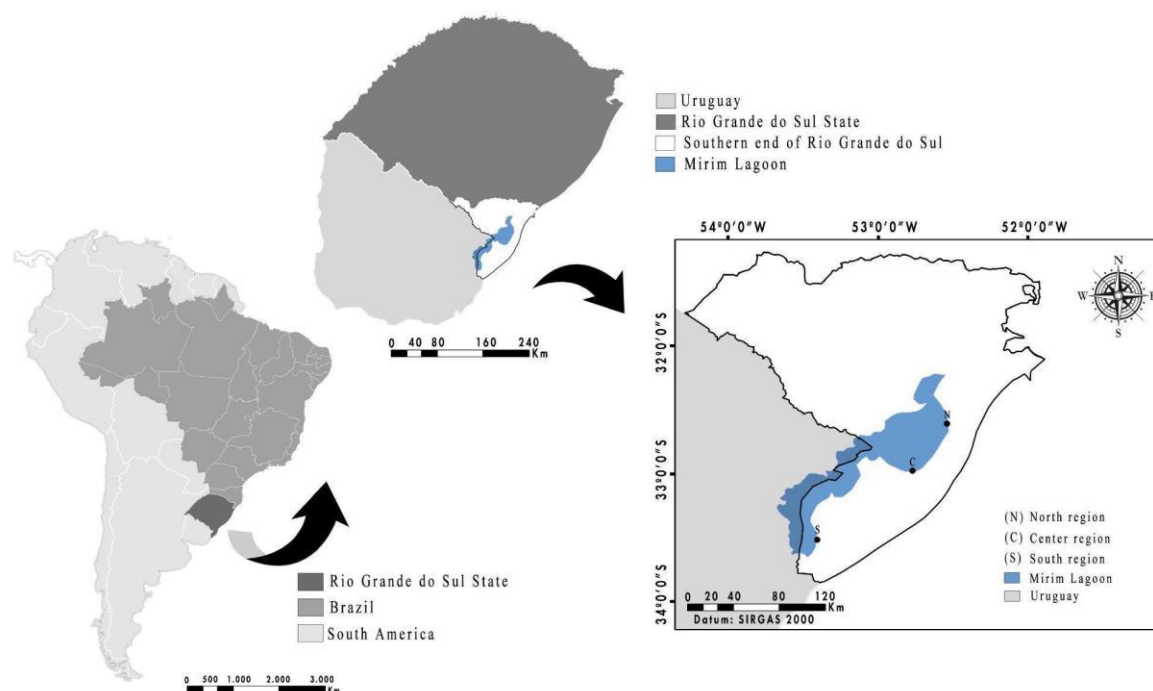 Uruguay
Rio Grande do Sul State
Southern end of Rio Grande do Sul
Mirim Lagoon
0 40 80 160 240
Km
54°0'0"W 53°0'0"W 52°0'0"W
N
W E
S
32°0'0"S
33°0'0"S
34°0'0"S
N
C
S
(N) North region
(C) Center region
(S) South region
Mirim Lagoon
Uruguay
0 20 40 80 120
Km
Datum: SIRGAS 2000
Rio Grande do Sul State
Brazil
South America
0 500 1.000 2.000 3.000
Km